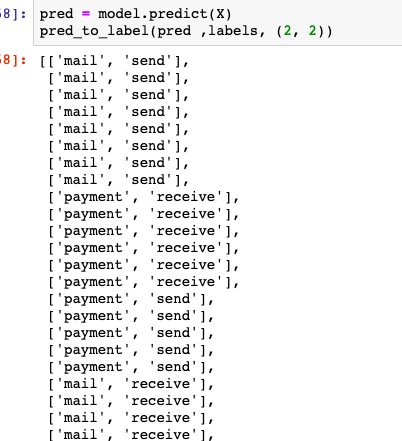 8]: pred = model.predict(X)
pred_to_label(pred ,labels, (2, 2))
8]: [['mail', 'send'],
['mail', 'send'],
['mail', 'send'],
['mail', 'send'],
['mail', 'send'],
['mail', 'send'],
['mail', 'send'],
['mail', 'send'],
['payment', 'receive'],
['payment', 'receive'],
['payment', 'receive'],
['payment', 'receive'],
['payment', 'receive'],
['payment', 'receive'],
['payment', 'send'],
['payment', 'send'],
['payment', 'send'],
['payment', 'send'],
['payment', 'send'],
['mail', 'receive'],
['mail', 'receive'],
['mail', 'receive'],
['mail', 'receive'],